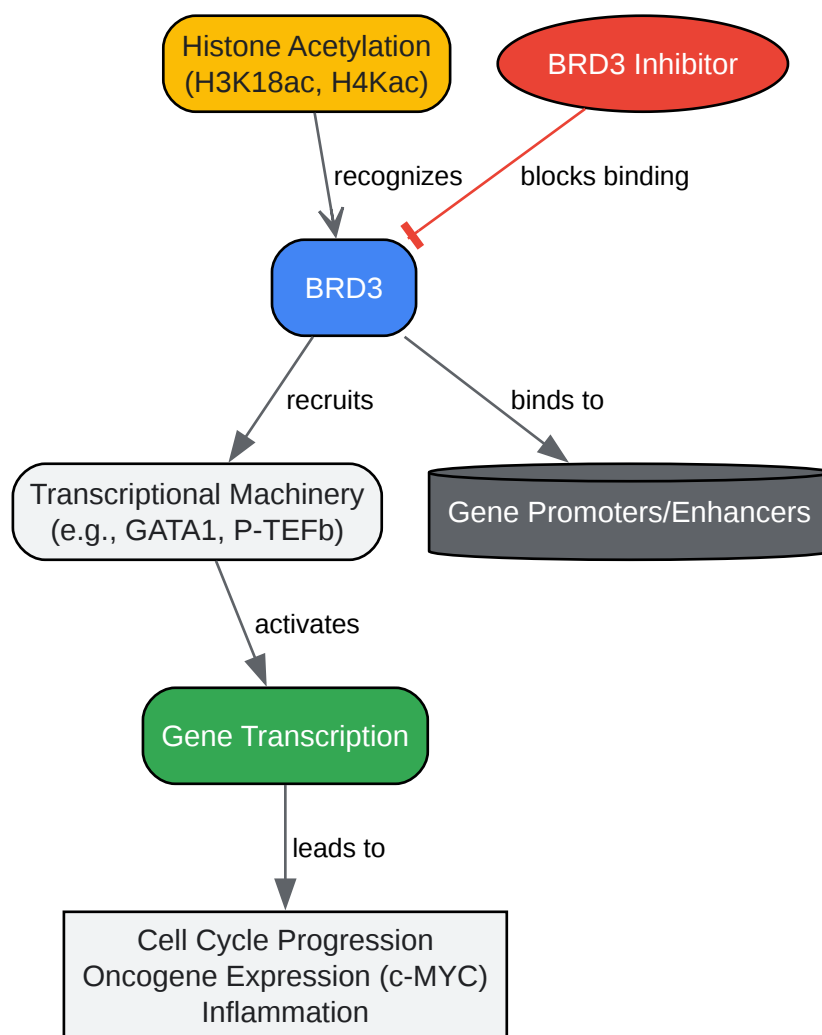 Histone Acetylation
(H3K18ac, H4Kac)
BRD3 Inhibitor
recognizes
blocks binding
BRD3
recruits
binds to
Transcriptional Machinery
(e.g., GATA1, P-TEFb)
Gene Promoters/Enhancers
activates
Gene Transcription
leads to
Cell Cycle Progression
Oncogene Expression (c-MYC)
Inflammation